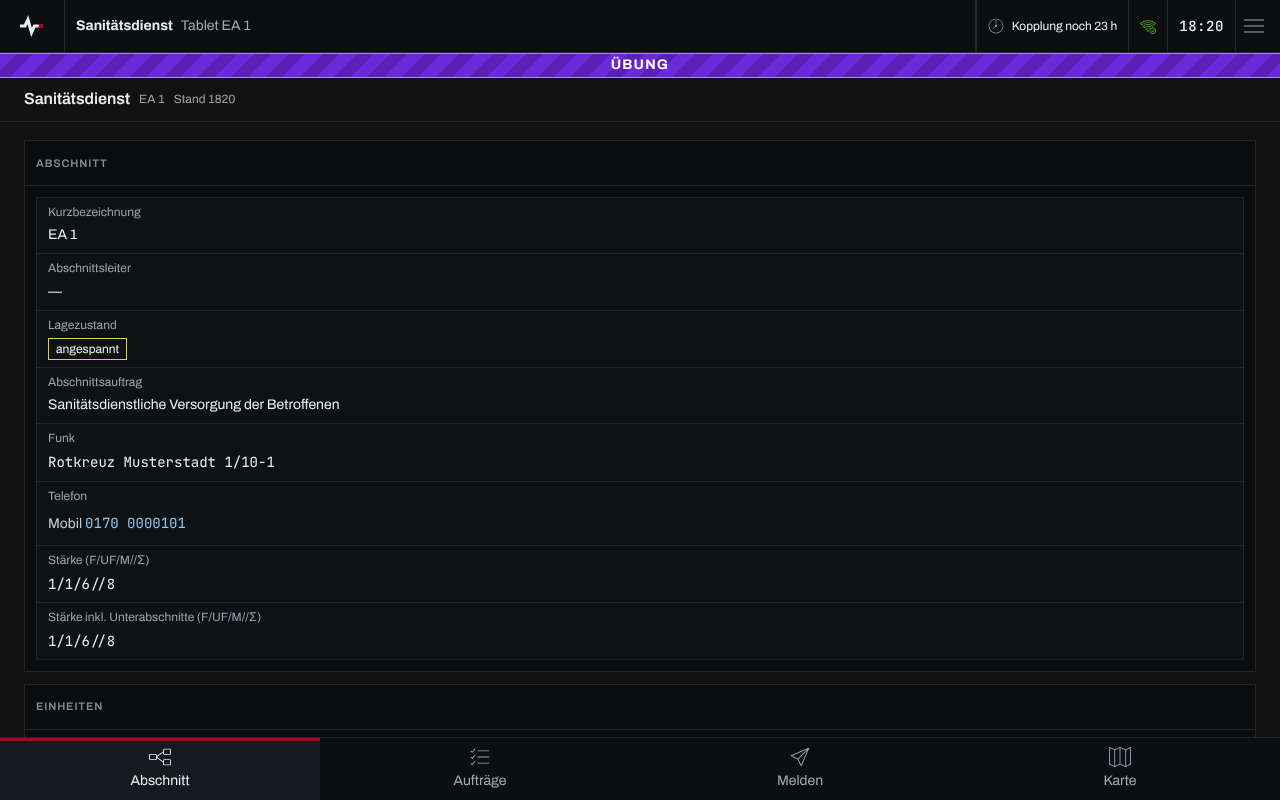 Sanitätsdienst Tablet EA 1
Kopplung noch 23 h
18:20
ÜBUNG
Sanitätsdienst EA 1 Stand 1820
ABSCHNITT
Kurzbezeichnung
EA 1
Abschnittsleiter
—
Lagezustand
angespannt
Abschnittsauftrag
Sanitätsdienstliche Versorgung der Betroffenen
Funk
Rotkreuz Musterstadt 1/10-1
Telefon
Mobil 0170 0000101
Stärke (F/UF/M//Σ)
1/1/6//8
Stärke inkl. Unterabschnitte (F/UF/M//Σ)
1/1/6//8
EINHEITEN
Abschnitt
Aufträge
Melden
Karte